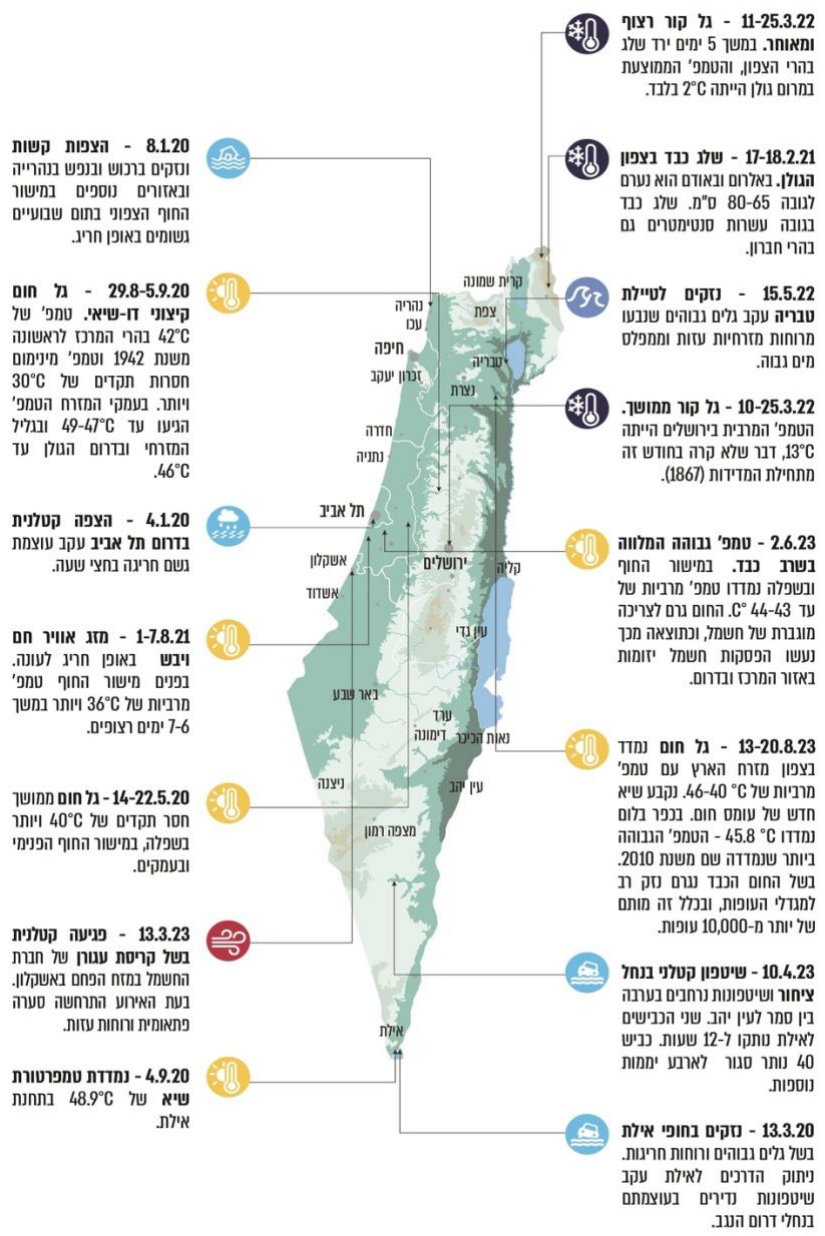 11-25.3.22 - גל קור רצוף
ומאוחר. במשך 5 ימים ירד שלג
בהרי הצפון, והטמפ' הממוצעת
במרום גולן הייתה 2°C בלבד.
17-18.2.21 - שלג כבד בצפון
הגולן. באלרום ובאודם הוא נערם
לגובה 80-65 ס"מ. שלג כבד
בגובה עשרות סנטימטרים גם
בהרי חברון.
15.5.22 - נזקים לטיילת
טבריה עקב גלים גבוהים שנבעו
מרוחות מזרחיות עזות וממפלס
מים גבוה.
10-25.3.22 - גל קור ממושך.
הטמפ' המרבית בירושלים הייתה
13°C, דבר שלא קרה בחודש זה
מתחילת המדידות (1867).
2.6.23 - טמפ' גבוהה המלווה
בשרב כבד. במישור החוף
ובשפלה נמדדו טמפ' מרביות של
עד 44-43 °C. החום גרם לצריכה
מוגברת של חשמל, וכתוצאה מכך
נעשו הפסקות חשמל יזומות
באזור המרכז ובדרום.
13-20.8.23 - גל חום נמדד
בצפון מזרח הארץ עם טמפ'
מרביות של 46-40 °C. נקבע שיא
חדש של עומס חום. בכפר בלום
נמדדו 45.8 °C - הטמפ' הגבוהה
ביותר שנמדדה שם משנת 2010.
בשל החום הכבד נגרם נזק רב
למגדלי העופות, ובכלל זה מותם
של יותר מ-10,000 עופות.
10.4.23 - שיטפון קטלני בנחל
ציחור ושיטפונות נרחבים בערבה
בין סמר לעין יהב. שני הכבישים
לאילת נותקו ל-12 שעות. כביש
40 נותר סגור לארבע יממות
נוספות.
13.3.20 - נזקים בחופי אילת
בשל גלים גבוהים ורוחות חריגות.
ניתוק הדרכים לאילת עקב
שיטפונות נדירים בעוצמתם
בנחלי דרום הנגב.
קרית שמונה
צפת
נהריה
עכו
חיפה
טבריה
זכרון יעקב
נצרת
חדרה
נתניה
תל אביב
אשקלון
ירושלים
קליה
אשדוד
עין גדי
באר שבע
ערד
דימונה
נאות הכיכר
ניצנה
עין יהב
מצפה רמון
אילת
8.1.20 - הצפות קשות
ונזקים ברכוש ובנפש בנהרייה
ובאזורים נוספים במישור
החוף הצפוני בתום שבועיים
גשומים באופן חריג.
29.8-5.9.20 - גל חום
קיצוני דו-שיאי. טמפ' של
42°C בהרי המרכז לראשונה
משנת 1942 וטמפ' מינימום
חסרות תקדים של 30°C
ויותר. בעמקי המזרח הטמפ'
הגיעו עד 49-47°C ובגליל
המזרחי ובדרום הגולן עד
46°C.
4.1.20 - הצפה קטלנית
בדרום תל אביב עקב עוצמת
גשם חריגה בחצי שעה.
1-7.8.21 - מזג אוויר חם
ויבש באופן חריג לעונה.
בפנים מישור החוף טמפ'
מרביות של 36°C ויותר במשך
7-6 ימים רצופים.
14-22.5.20 - גל חום ממושך
חסר תקדים של 40°C ויותר
בשפלה, במישור החוף הפנימי
ובעמקים.
13.3.23 - פגיעה קטלנית
בשל קריסת עגורן של חברת
החשמל במזח הפחם באשקלון.
בעת האירוע התרחשה סערה
פתאומית ורוחות עזות.
4.9.20 - נמדדת טמפרטורת
שיא של 48.9°C בתחנת
אילת.